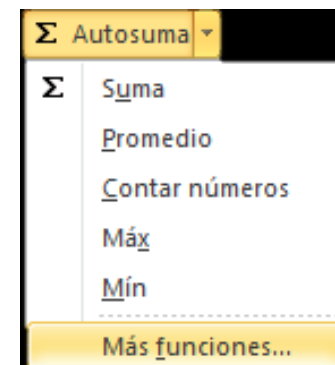 Σ Autosuma
Σ Suma
Promedio
Contar números
Máx
Mín
Más funciones...